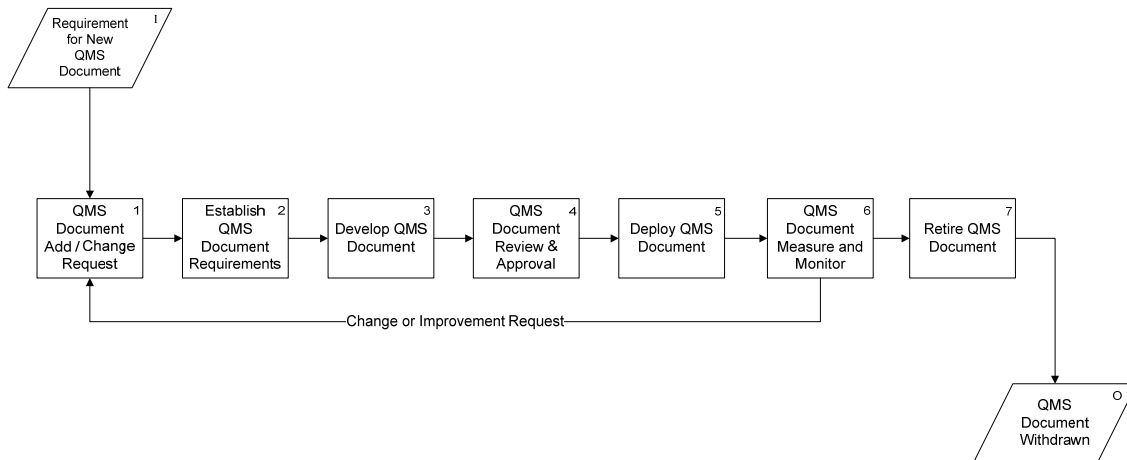 Requirement I
for New
QMS
Document
QMS 1
Document
Add / Change
Request
Establish 2
QMS
Document
Requirements
3
Develop QMS
Document
QMS 4
Document
Review &
Approval
5
Deploy QMS
Document
QMS 6
Document
Measure and
Monitor
7
Retire QMS
Document
Change or Improvement Request
O
QMS
Document
Withdrawn